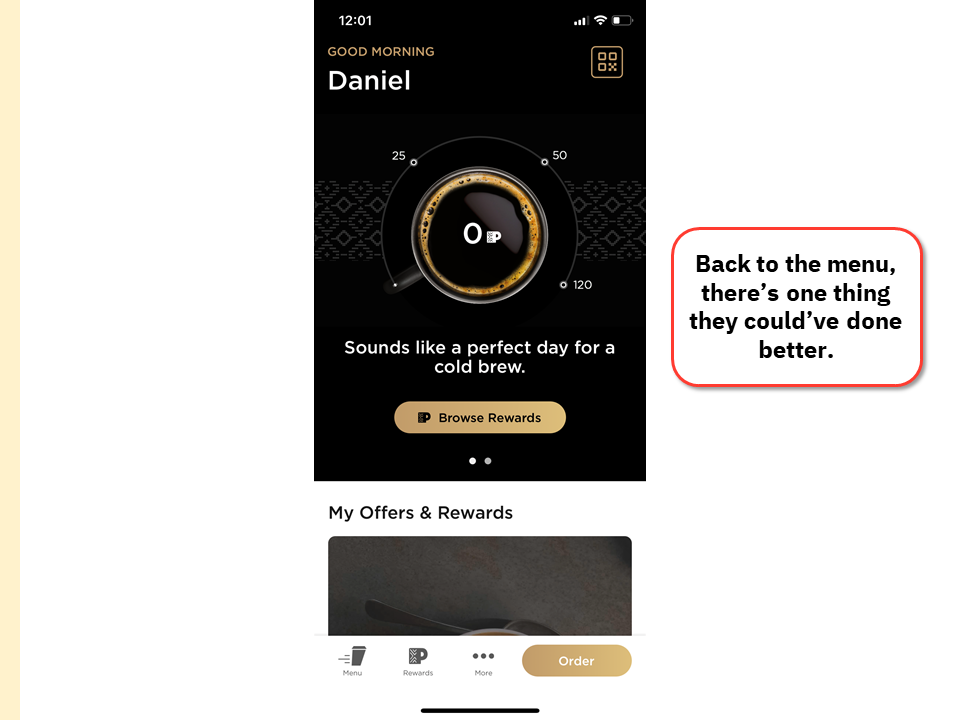 12:01
GOOD MORNING
Daniel
25
50
0
120
Sounds like a perfect day for a
cold brew.
Browse Rewards
My Offers & Rewards
Menu
Rewards
More
Order
Back to the menu,
there's one thing
they could've done
better.